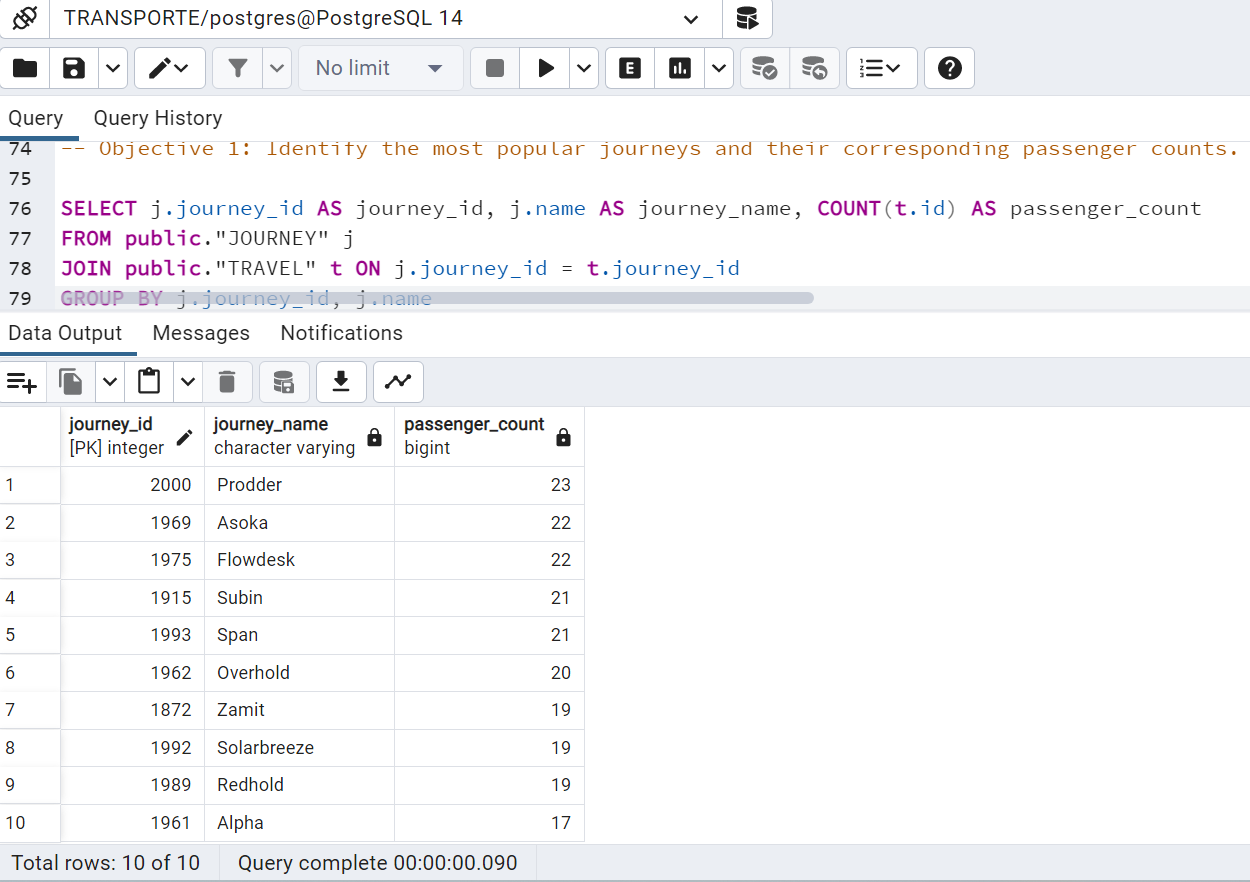 TRANSPORTE/postgres@PostgreSQL 14
No limit
E
Query Query History
74 -- Objective 1: Identify the most popular journeys and their corresponding passenger counts.
75
76 SELECT j.journey_id AS journey_id, j.name AS journey_name, COUNT(t.id) AS passenger_count
77 FROM public."JOURNEY" j
78 JOIN public."TRAVEL" t ON j.journey_id = t.journey_id
79 GROUP BY j.journey_id, j.name
Data Output Messages Notifications
journey_id journey_name passenger_count
[PK] integer character varying bigint
1 2000 Prodder 23
2 1969 Asoka 22
3 1975 Flowdesk 22
4 1915 Subin 21
5 1993 Span 21
6 1962 Overhold 20
7 1872 Zamit 19
8 1992 Solarbreeze 19
9 1989 Redhold 19
10 1961 Alpha 17
Total rows: 10 of 10 Query complete 00:00:00.090